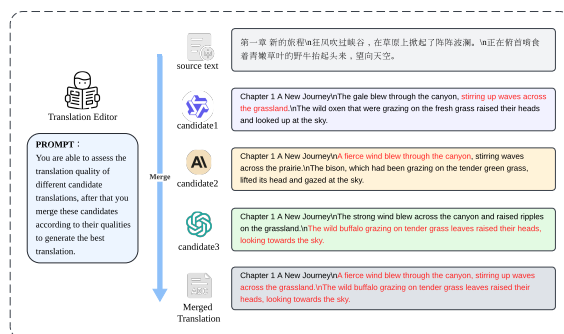 第一章 新的旅程\n狂风吹过峡谷，在草原上掀起了阵阵波澜。\n正在俯首啃食
着青嫩草叶的野牛抬起头来，望向天空。
source text
Translation Editor
PROMPT：
You are able to assess the
translation quality of
different candidate
translations, after that you
merge these candidates
according to their qualities
to generate the best
translation.
Merge
Chapter 1 A New Journey\nThe gale blew through the canyon, stirring up waves across
the grassland.\nThe wild oxen that were grazing on the fresh grass raised their heads
and looked up at the sky.
candidate1
Chapter 1 A New Journey\nA fierce wind blew through the canyon, stirring waves
across the prairie.\nThe bison, which had been grazing on the tender green grass,
lifted its head and gazed at the sky.
candidate2
Chapter 1 A New Journey\nThe strong wind blew across the canyon and raised ripples
on the grassland.\nThe wild buffalo grazing on tender grass leaves raised their heads,
looking towards the sky.
candidate3
Chapter 1 A New Journey\nA fierce wind blew through the canyon, stirring up waves across
the grassland.\nThe wild buffalo grazing on tender grass leaves raised their
heads, looking towards the sky.
Merged
Translation